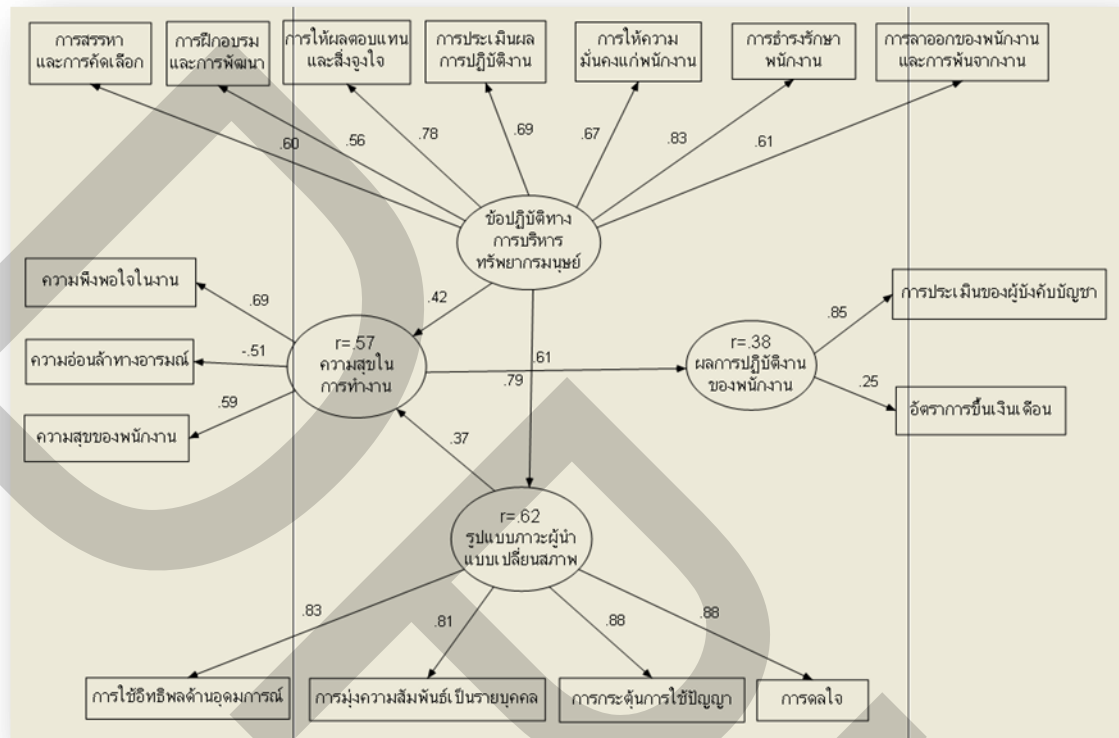 การสรรหา
และการคัดเลือก
การฝึกอบรม
และการพัฒนา
การให้ผลตอบแทน
และสิ่งจูงใจ
การประเมินผล
การปฏิบัติงาน
การให้ความ
มั่นคงแก่พนักงาน
การธำรงรักษา
พนักงาน
การลาออกของพนักงาน
และการพ้นจากงาน
.60
.56
.78
.69
.67
.83
.61
ข้อปฏิบัติทาง
การบริหาร
ทรัพยากรมนุษย์
ความพึงพอใจในงาน
ความอ่อนล้าทางอารมณ์
ความสุขของพนักงาน
.69
-.51
.59
r=.57
ความสุขใน
การทำงาน
.42
.61
.79
.37
r=.38
ผลการปฏิบัติงาน
ของพนักงาน
.85
.25
การประเมินของผู้บังคับบัญชา
อัตราการขึ้นเงินเดือน
r=.62
รูปแบบภาวะผู้นำ
แบบเปลี่ยนสภาพ
.83
.81
.88
.88
การใช้อิทธิพลด้านอุดมการณ์
การมุ่งความสัมพันธ์เป็นรายบุคคล
การกระตุ้นการใช้ปัญญา
การดลใจ